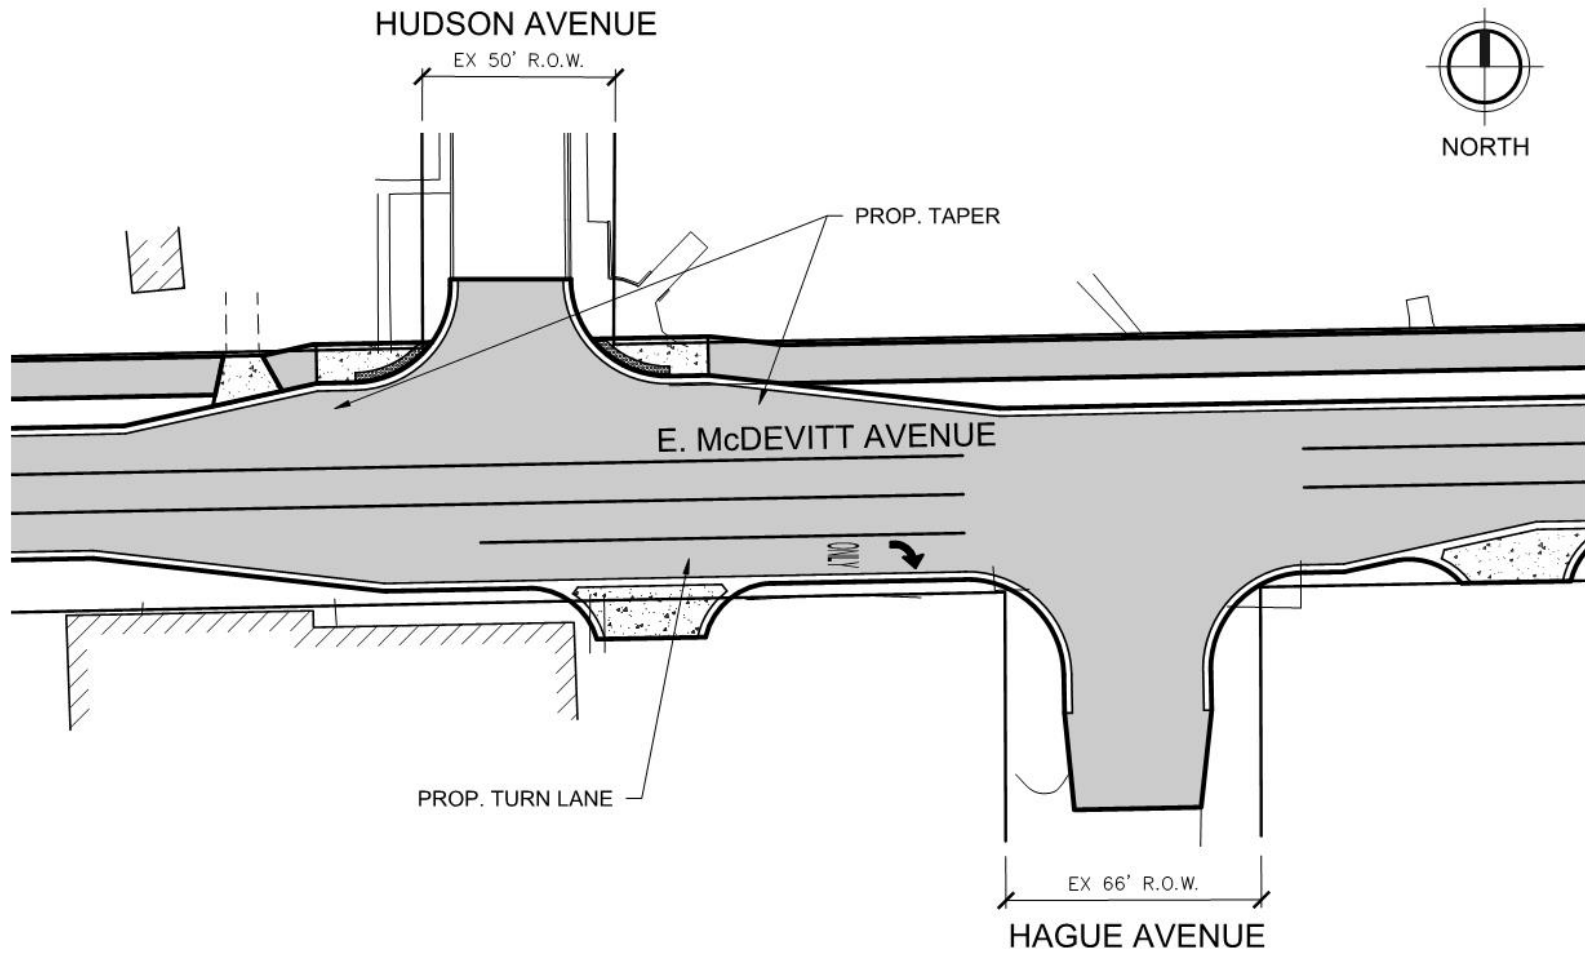 HUDSON AVENUE
EX 50' R.O.W.
NORTH
PROP. TAPER
E. McDEVITT AVENUE
ONLY
PROP. TURN LANE
EX 66' R.O.W.
HAGUE AVENUE